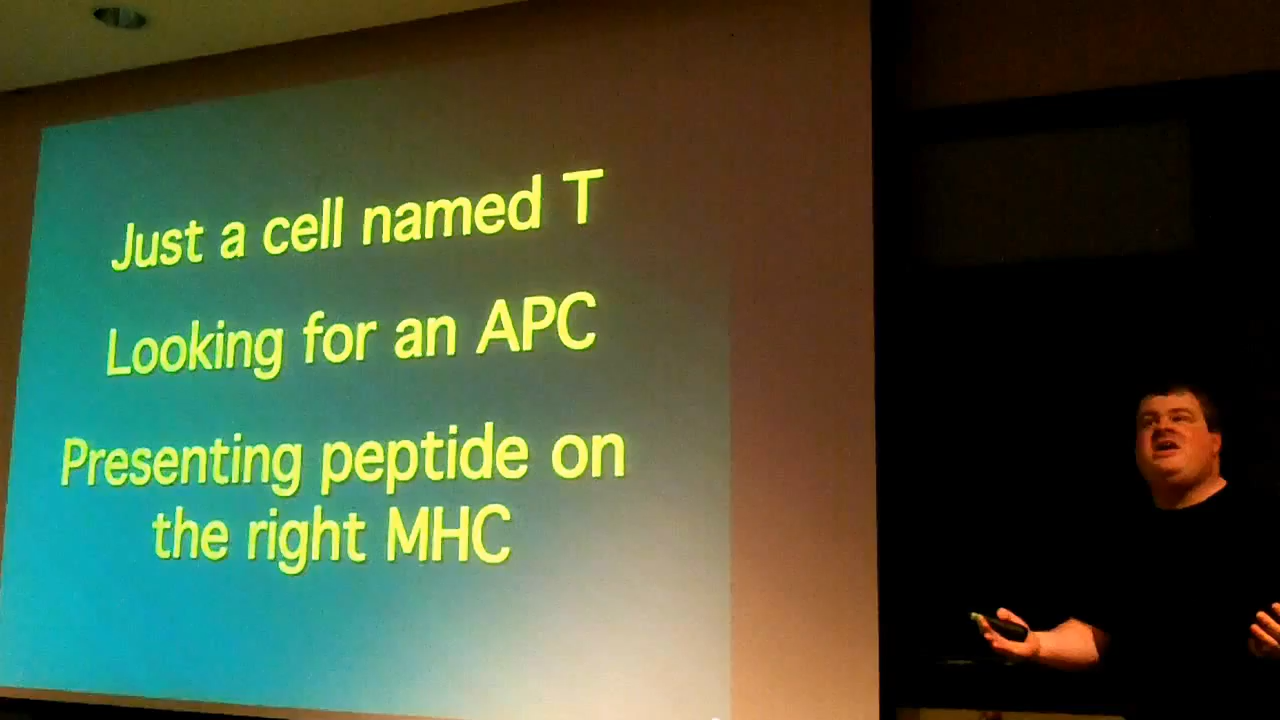 Just a cell named T
Looking for an APC
Presenting peptide on
the right MHC